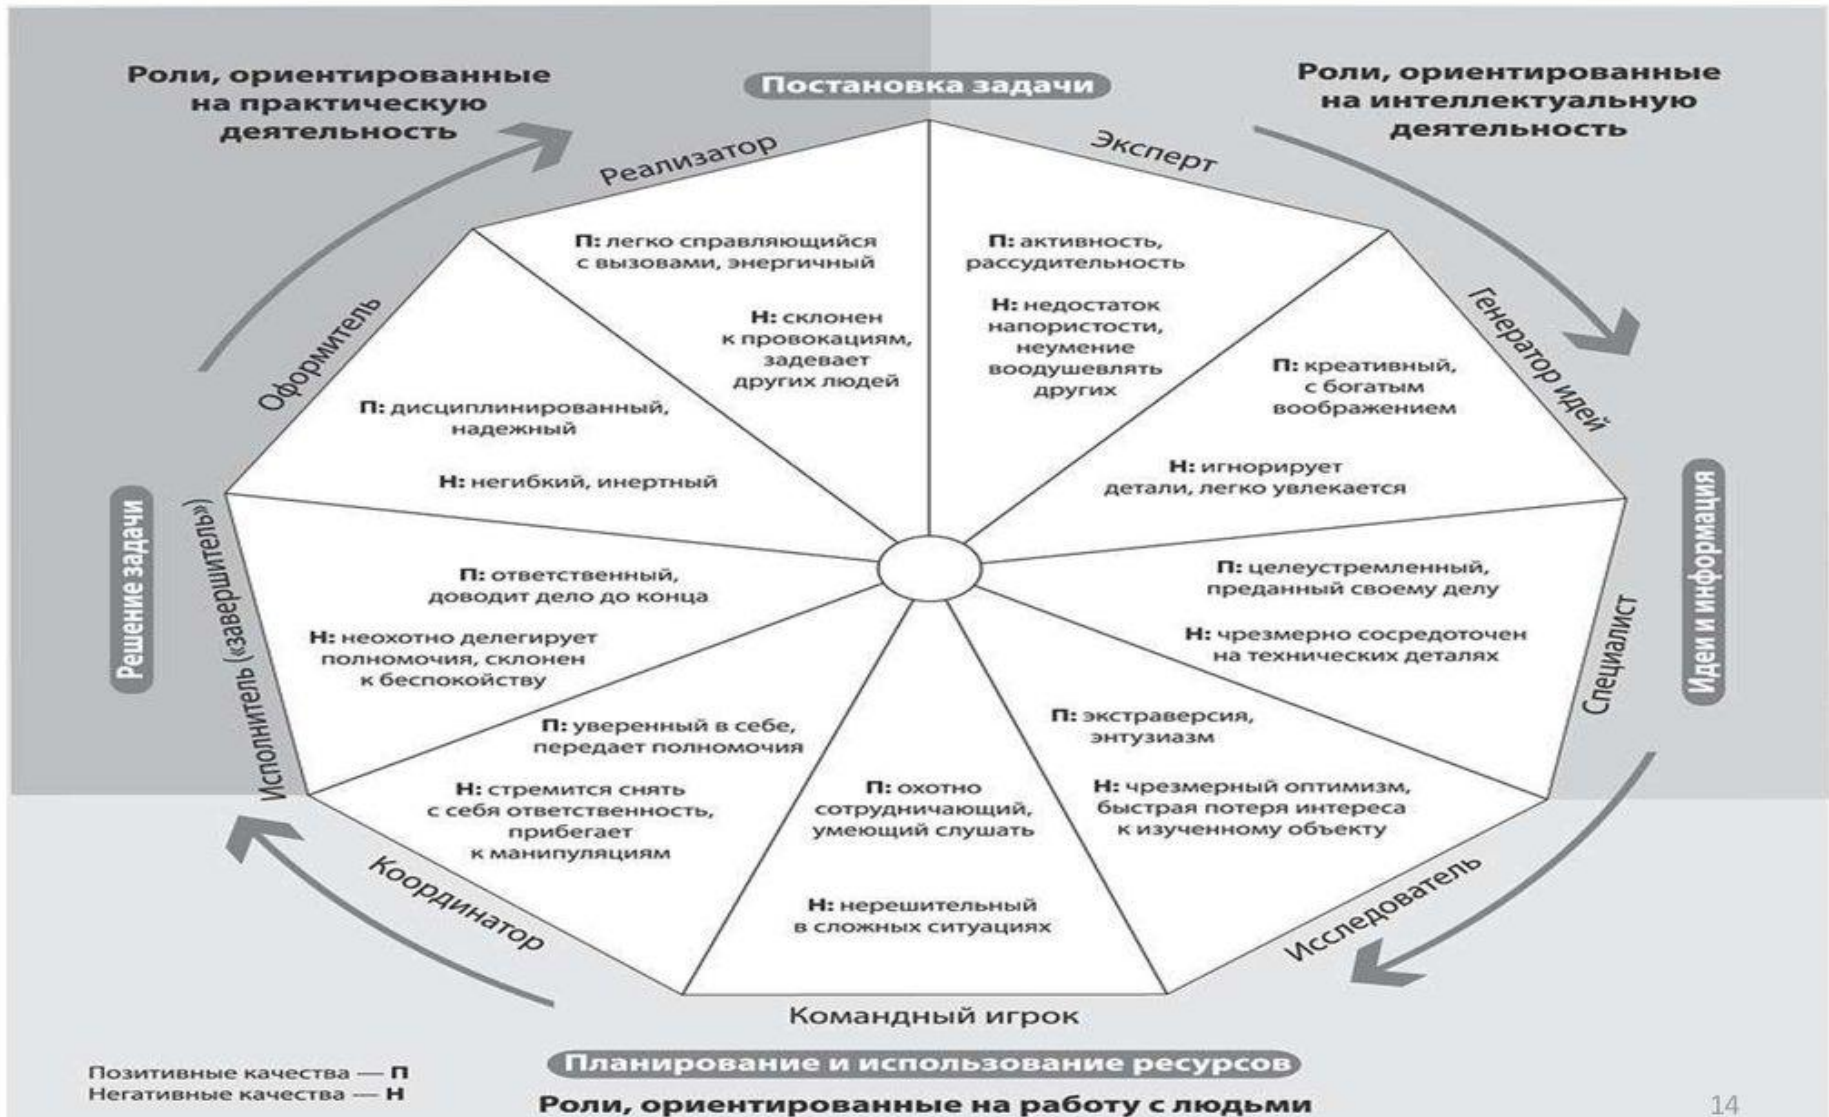 Роли, ориентированные
на практическую
деятельность
Постановка задачи
Роли, ориентированные
на интеллектуальную
деятельность
Реализатор
П: легко справляющийся
с вызовами, энергичный
Н: склонен
к провокациям,
задевает
других людей
Эксперт
П: активность,
рассудительность
Н: недостаток
напористости,
неумение
воодушевлять
других
Генератор идей
П: креативный,
с богатым
воображением
Н: игнорирует
детали, легко увлекается
Идеи и информация
Специалист
П: целеустремленный,
преданный своему делу
Н: чрезмерно сосредоточен
на технических деталях
Исследователь
П: экстраверсия,
энтузиазм
Н: чрезмерный оптимизм,
быстрая потеря интереса
к изученному объекту
Командный игрок
П: охотно
сотрудничающий,
умеющий слушать
Н: нерешительный
в сложных ситуациях
Координатор
П: уверенный в себе,
передает полномочия
Н: стремится снять
с себя ответственность,
прибегает
к манипуляциям
Исполнитель («завершитель»)
П: ответственный,
доводит дело до конца
Н: неохотно делегирует
полномочия, склонен
к беспокойству
Решение задачи
Оформитель
П: дисциплинированный,
надежный
Н: негибкий, инертный
Планирование и использование ресурсов
Роли, ориентированные на работу с людьми
Позитивные качества — П
Негативные качества — Н
14